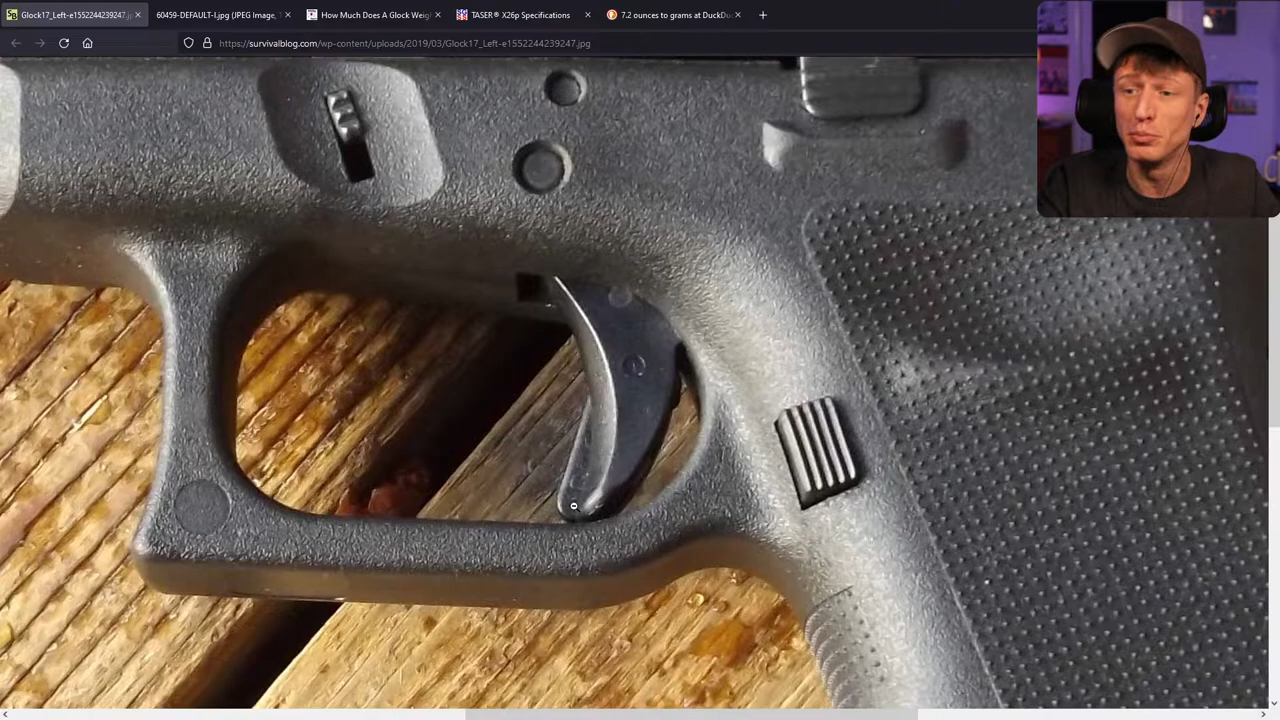 Glock17_Left-e1552244239247.jp
60459-DEFAULT-l.jpg (JPEG Image,
How Much Does A Glock Weig
TASER® X26p Specifications
7.2 ounces to grams at DuckDu
https://survivalblog.com/wp-content/uploads/2019/03/Glock17_Left-e1552244239247.jpg